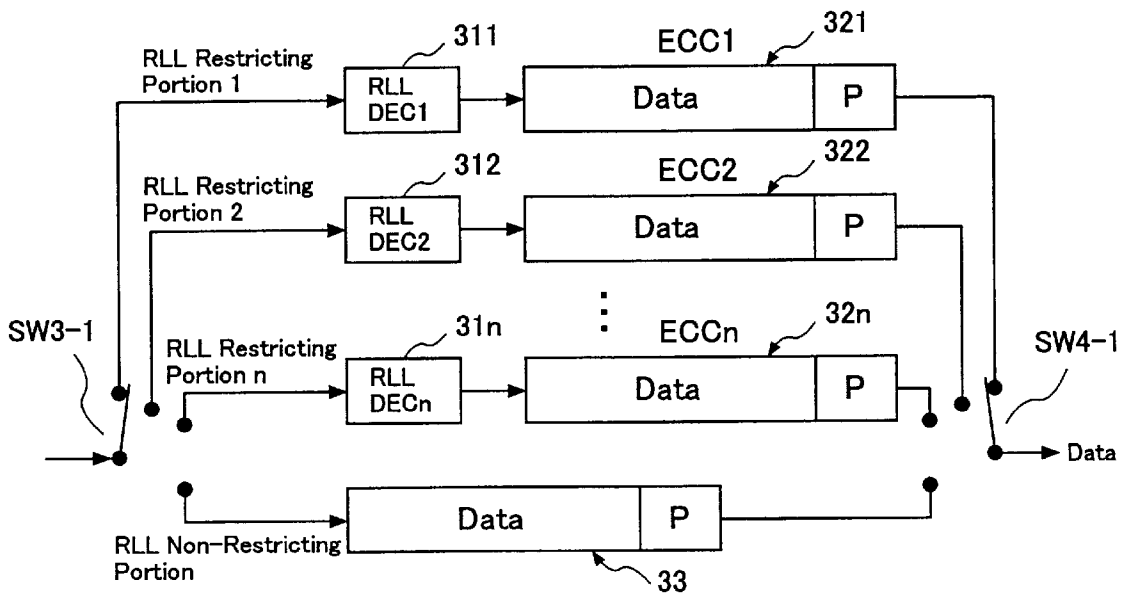 311
ECC1
321
RLL Restricting
Portion 1
RLL
DEC1
Data
P
312
ECC2
322
RLL Restricting
Portion 2
RLL
DEC2
Data
P
SW3-1
31n
ECCn
32n
SW4-1
RLL Restricting
Portion n
RLL
DECn
Data
P
Data
Data
P
RLL Non-Restricting
Portion
33